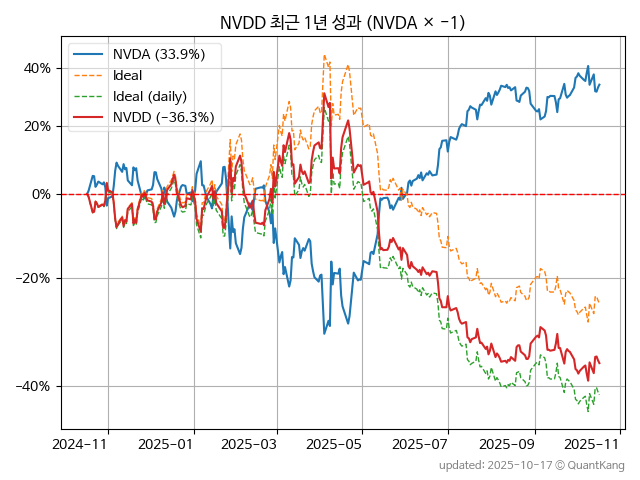 NVDD 최근 1년 성과 (NVDA × −1)
NVDA (33.9%)
Ideal
Ideal (daily)
NVDD (−36.3%)
40%
20%
0%
−20%
−40%
2024-11
2025-01
2025-03
2025-05
2025-07
2025-09
2025-11
updated: 2025-10-17 © QuantKang